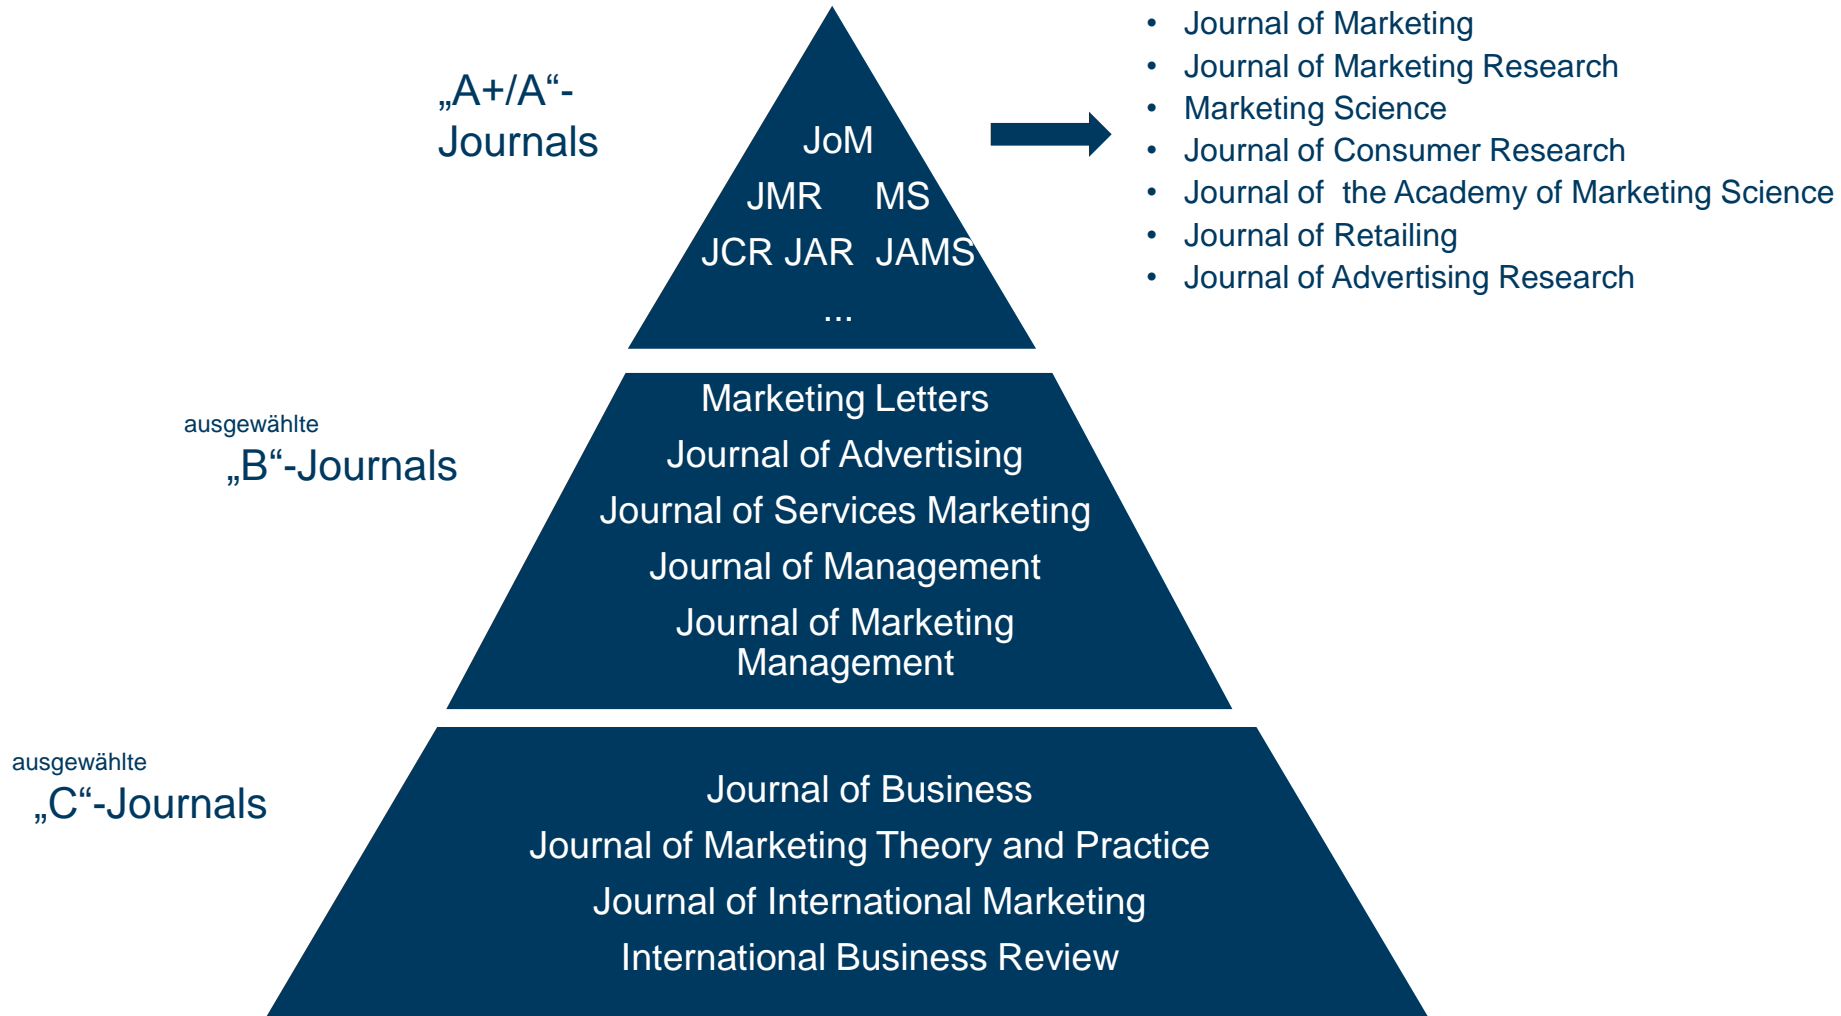 „A+/A“-
Journals
JoM
JMR MS
JCR JAR JAMS
...
• Journal of Marketing
• Journal of Marketing Research
• Marketing Science
• Journal of Consumer Research
• Journal of the Academy of Marketing Science
• Journal of Retailing
• Journal of Advertising Research
ausgewählte
„B“-Journals
Marketing Letters
Journal of Advertising
Journal of Services Marketing
Journal of Management
Journal of Marketing
Management
ausgewählte
„C“-Journals
Journal of Business
Journal of Marketing Theory and Practice
Journal of International Marketing
International Business Review